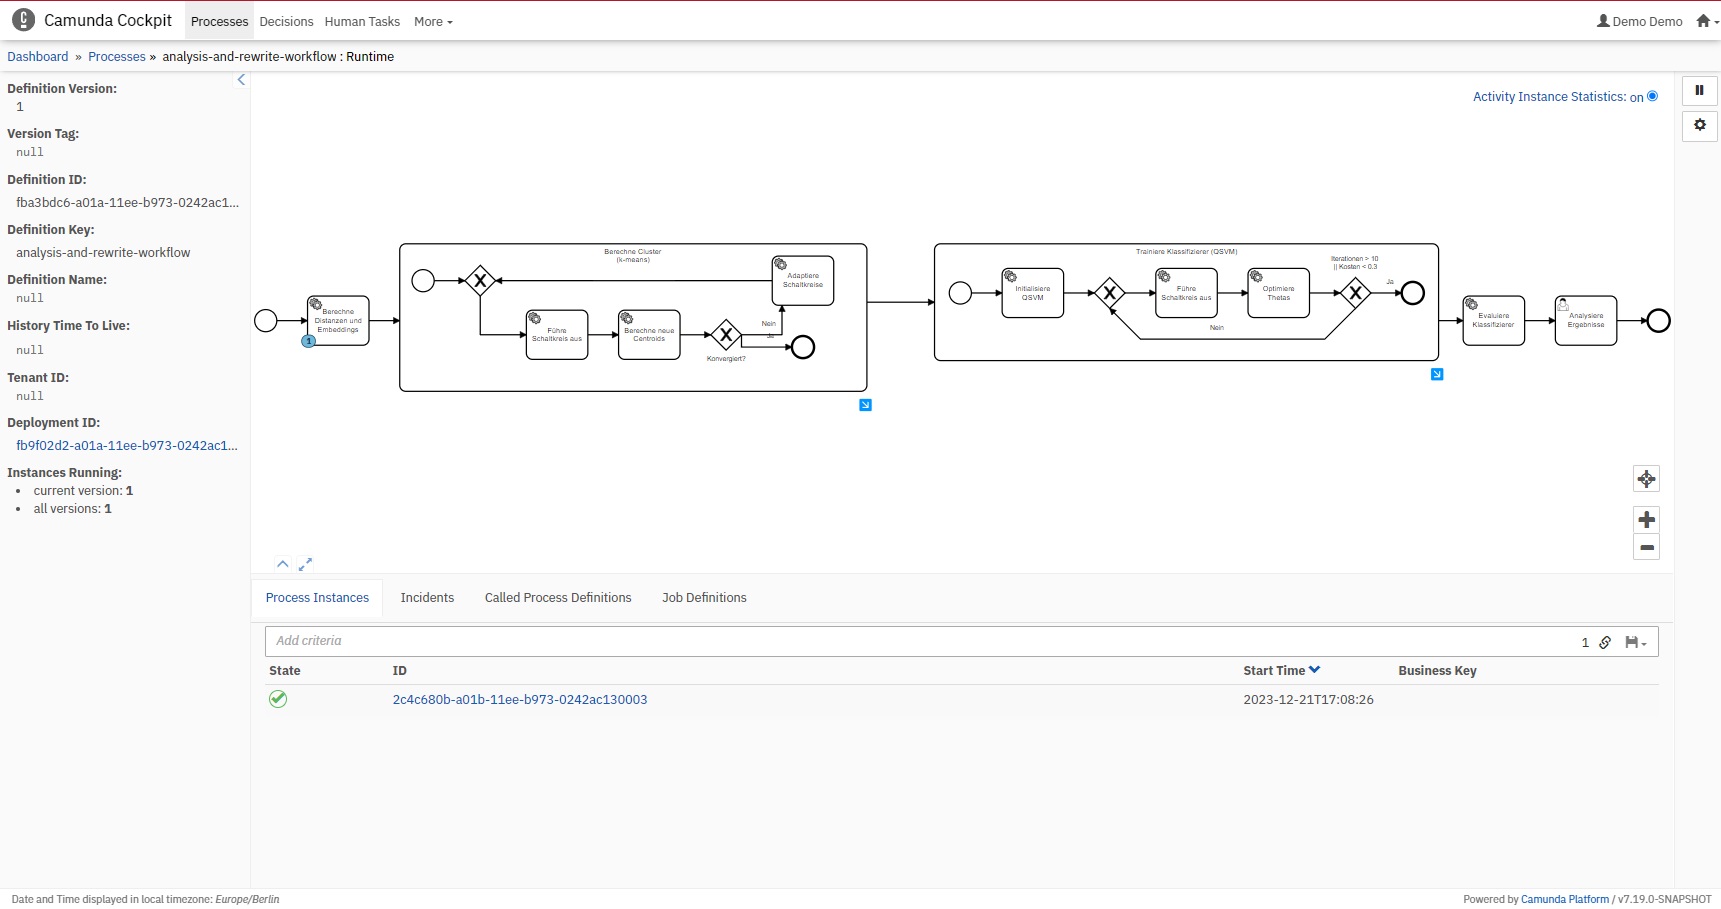 Camunda Cockpit
Processes
Decisions
Human Tasks
More
Demo Demo
Dashboard » Processes » analysis-and-rewrite-workflow : Runtime
Definition Version:
1
Version Tag:
null
Definition ID:
fba3bdc6-a01a-11ee-b973-0242ac1...
Definition Key:
analysis-and-rewrite-workflow
Definition Name:
null
History Time To Live:
null
Tenant ID:
null
Deployment ID:
fb9f02d2-a01a-11ee-b973-0242ac1...
Instances Running:
current version: 1
all versions: 1
Activity Instance Statistics: on
Berechne
Distanzen und
Embeddings
1
Berechne Cluster
(k-means)
Adaptiere
Schaltkreise
Führe
Schaltkreis aus
Berechne neue
Centroids
Nein
Ja
Konvergiert?
Trainiere Klassifizierer (QSVM)
Initialisiere
QSVM
Führe
Schaltkreis aus
Optimiere
Thetas
Iterationen > 10
|| Kosten < 0.3
Ja
Nein
Evaluiere
Klassifizierer
Analysiere
Ergebnisse
Process Instances
Incidents
Called Process Definitions
Job Definitions
Add criteria
1
State
ID
Start Time
Business Key
2c4c680b-a01b-11ee-b973-0242ac130003
2023-12-21T17:08:26
Date and Time displayed in local timezone: Europe/Berlin
Powered by Camunda Platform / v7.19.0-SNAPSHOT